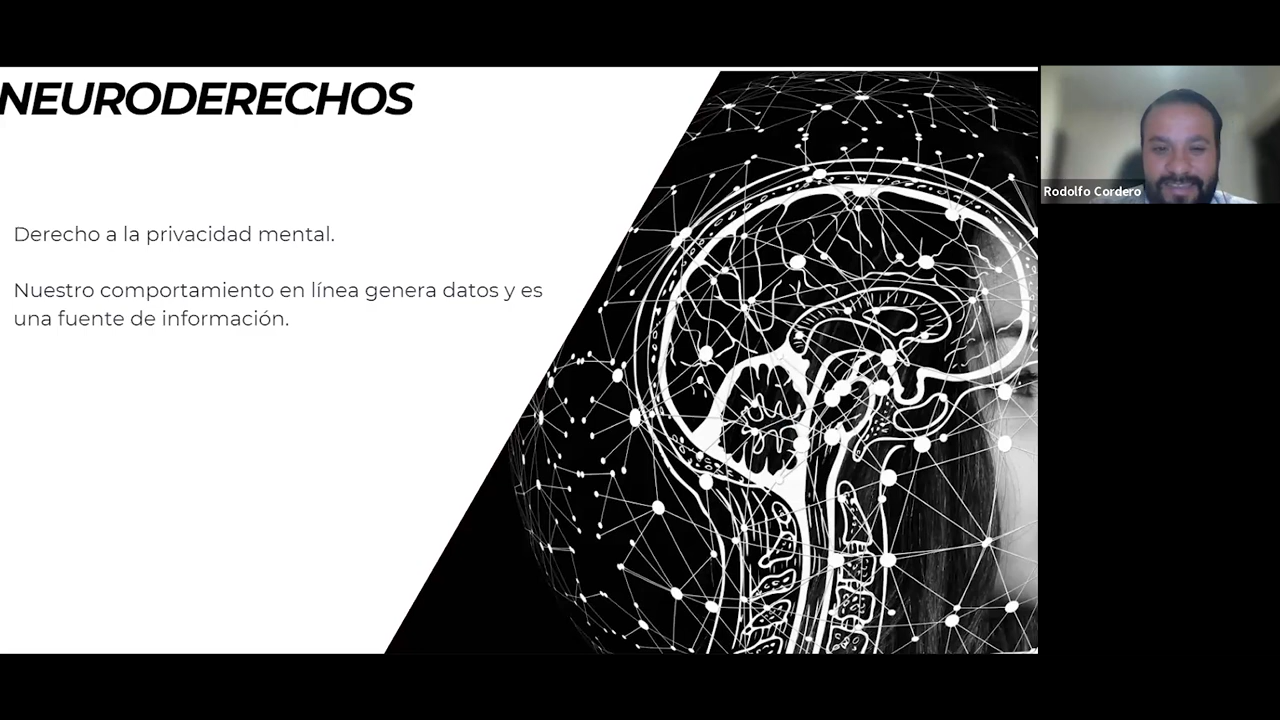 NEURODERECHOS
Derecho a la privacidad mental.
Nuestro comportamiento en línea genera datos y es
una fuente de información.
Rodolfo Cordero